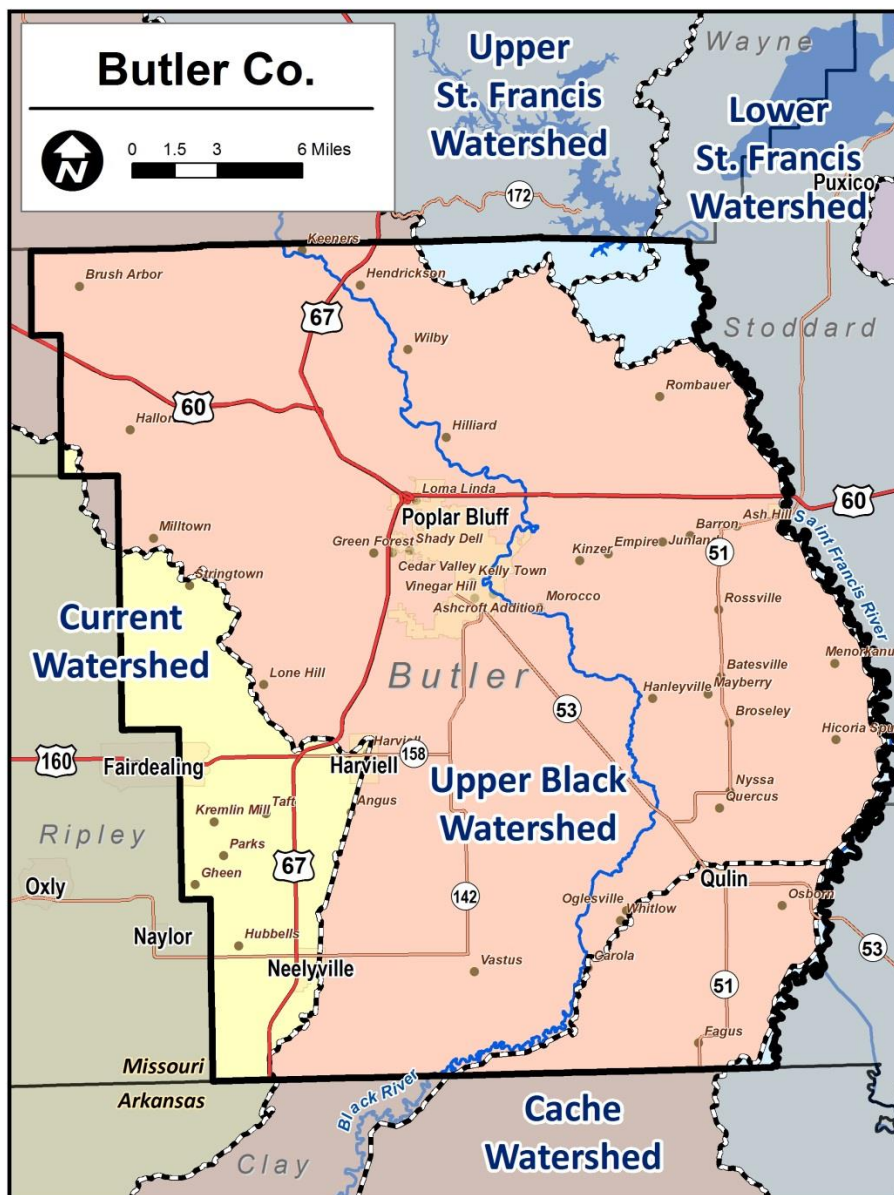 Butler Co.
N
0 1.5 3 6 Miles
Upper
St. Francis
Watershed
Wayne
Lower
St. Francis
Watershed
Puxico
172
Keeners
Brush Arbor
Hendrickson
67
Wilby
Stoddard
Rombauer
60
Hallor
Hilliard
Loma Linda
60
Poplar Bluff
Ash Hill
Saint Francis River
Barron
Milltown
Green Forest
Shady Dell
Kinzer
Empire
Junland
51
Stringtown
Cedar Valley
Kelly Town
Vinegar Hill
Morocco
Ashcroft Addition
Rossville
Current
Watershed
Menorkanut
Batesville
Lone Hill
Butler
Hanleyville
Mayberry
53
Broseley
Hicoria Spur
Harviell
160
Fairdealing
Harviell
158
Upper Black
Watershed
Nyssa
Quercus
Angus
Taft
Kremlin Mill
Ripley
Parks
67
Gheen
Qulin
Oxly
142
Oglesville
Whitlow
Osborn
Naylor
Hubbells
53
Carola
Neelyville
Vastus
51
Fagus
Missouri
Arkansas
Black River
Cache
Watershed
Clay